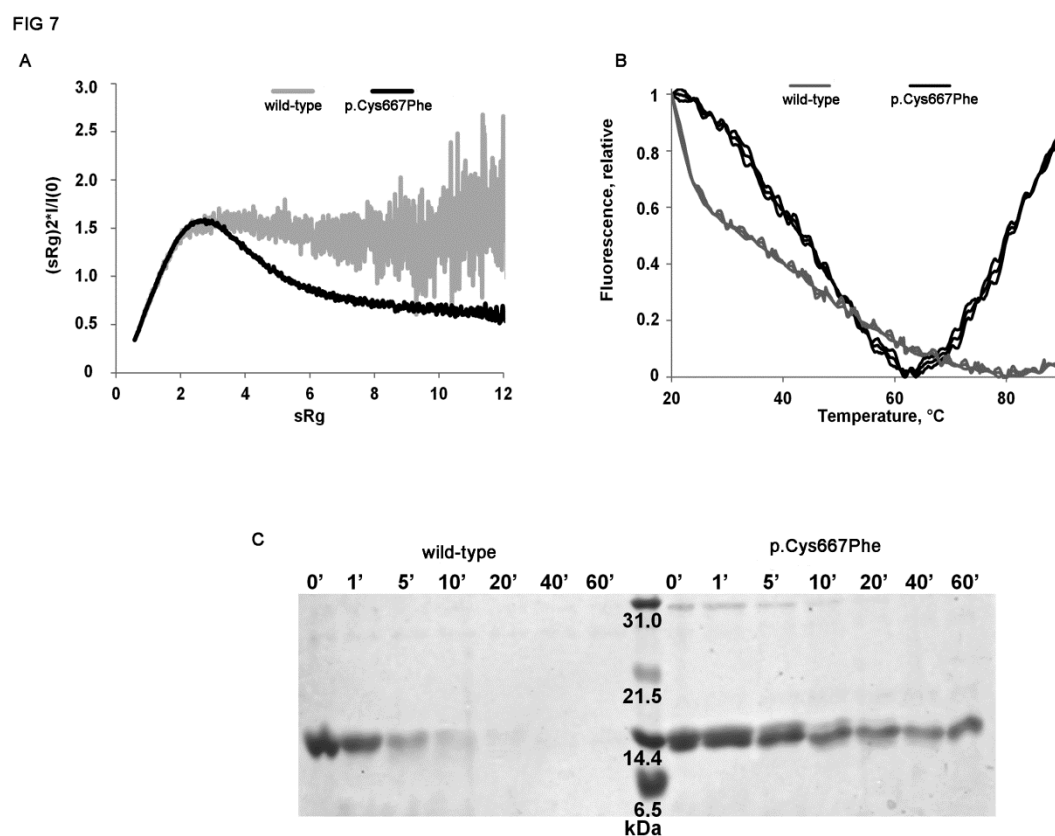 FIG 7
A
3.0
2.5
2.0
1.5
1.0
0.5
0
(sRg)2*I/I(0)
wild-type p.Cys667Phe
0 2 4 6 8 10 12
sRg
B
1
0.8
0.6
0.4
0.2
0
Fluorescence, relative
wild-type p.Cys667Phe
20 40 60 80
Temperature, °C
C
wild-type p.Cys667Phe
0’ 1’ 5’ 10’ 20’ 40’ 60’ 0’ 1’ 5’ 10’ 20’ 40’ 60’
31.0
21.5
14.4
6.5
kDa